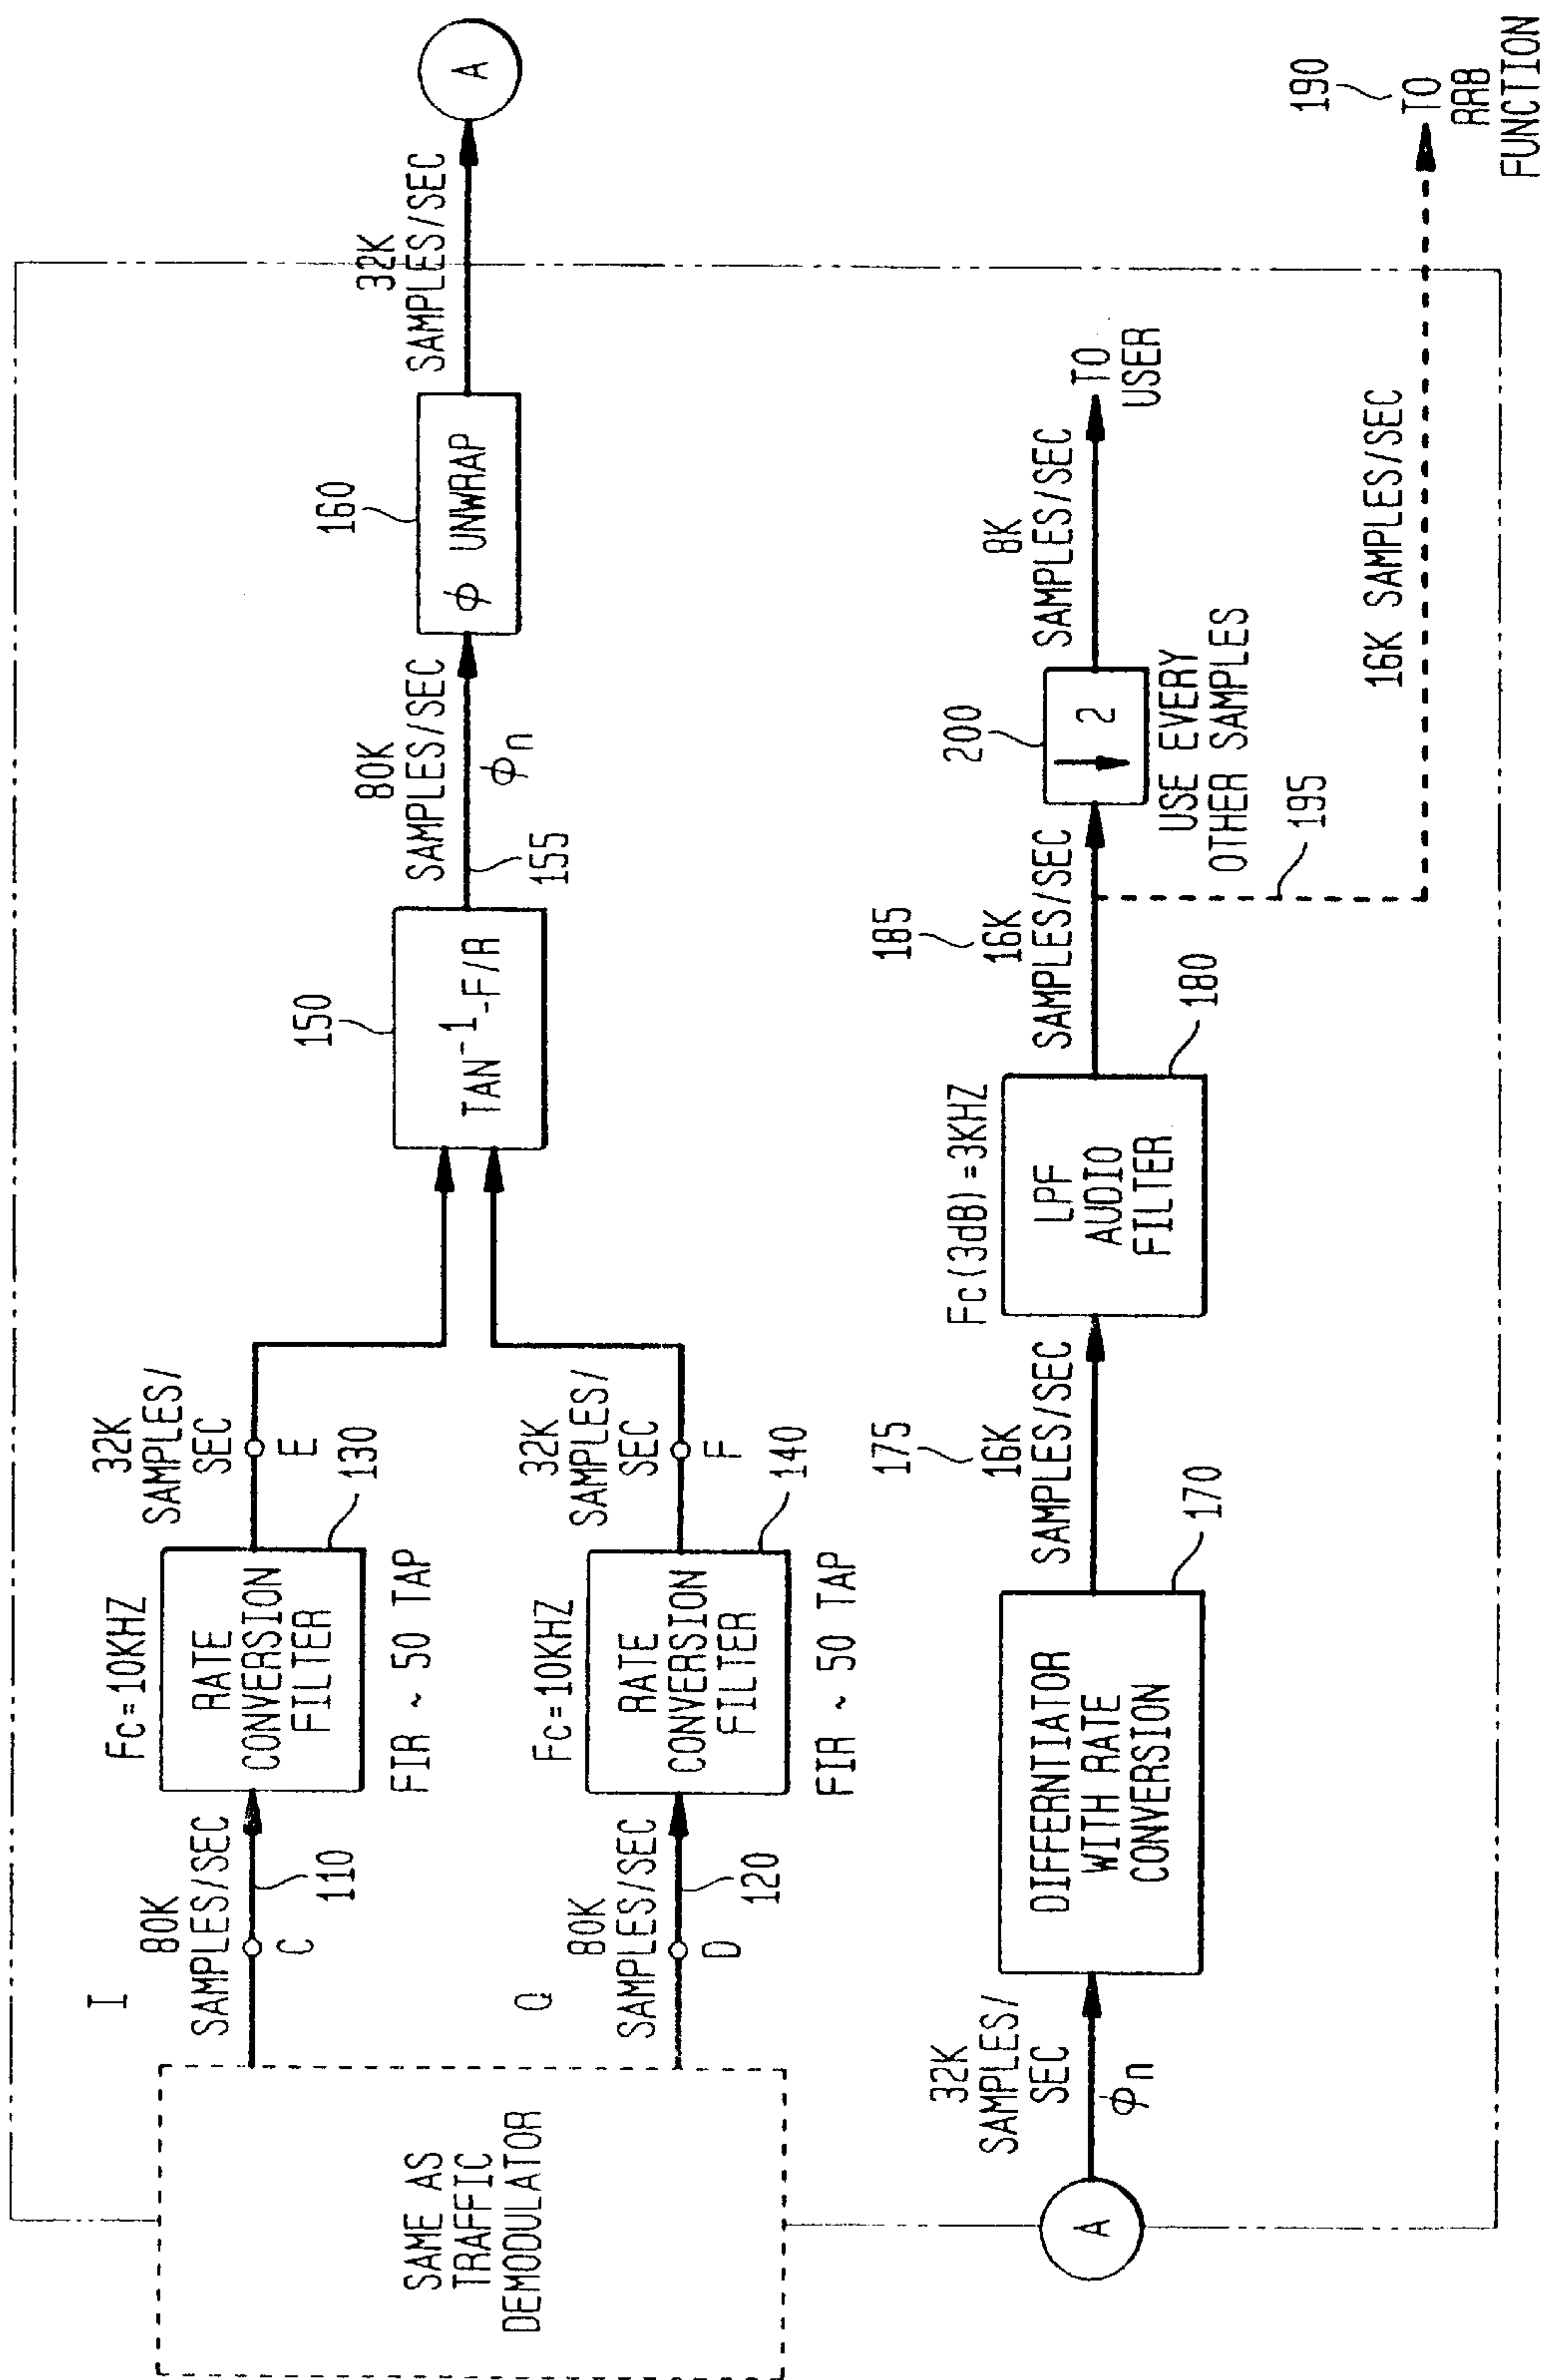 SAME AS
TRAFFIC
DEMODULATOR
I
80K
SAMPLES/SEC
C
110
Fc=10KHZ
RATE
CONVERSION
FILTER
FIR ~ 50 TAP
130
32K
SAMPLES/
SEC
E
Q
80K
SAMPLES/SEC
D
120
Fc=10KHZ
RATE
CONVERSION
FILTER
FIR ~ 50 TAP
140
32K
SAMPLES/
SEC
F
150
TAN⁻¹-F/R
80K
SAMPLES/SEC
155
Φn
160
Φ UNWRAP
32K
SAMPLES/SEC
A
A
32K
SAMPLES/
SEC
Φn
DIFFERNTIATOR
WITH RATE
CONVERSION
170
175
16K
SAMPLES/SEC
Fc(3dB)=3KHZ
LPF
AUDIO
FILTER
180
185
16K
SAMPLES/SEC
200
↓ 2
USE EVERY
OTHER SAMPLES
195
8K
SAMPLES/SEC
TO
USER
16K SAMPLES/SEC
190
TO
RRB
FUNCTION